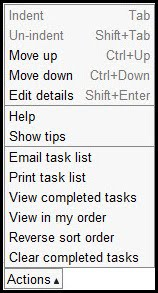 Indent Tab
Un-indent Shift+Tab
Move up Ctrl+Up
Move down Ctrl+Down
Edit details Shift+Enter
Help
Show tips
Email task list
Print task list
View completed tasks
View in my order
Reverse sort order
Clear completed tasks
Actions ▴